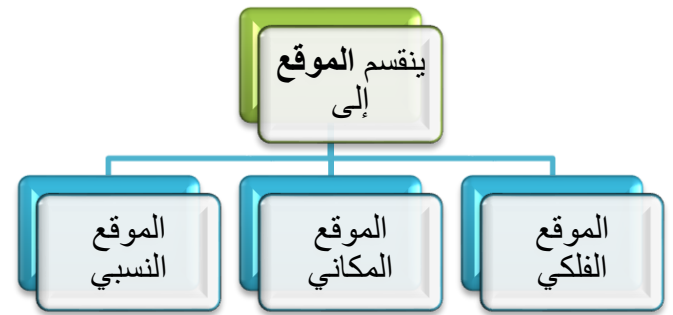 ينقسم الموقع
إلى
الموقع
الفلكي
الموقع
المكاني
الموقع
النسبي